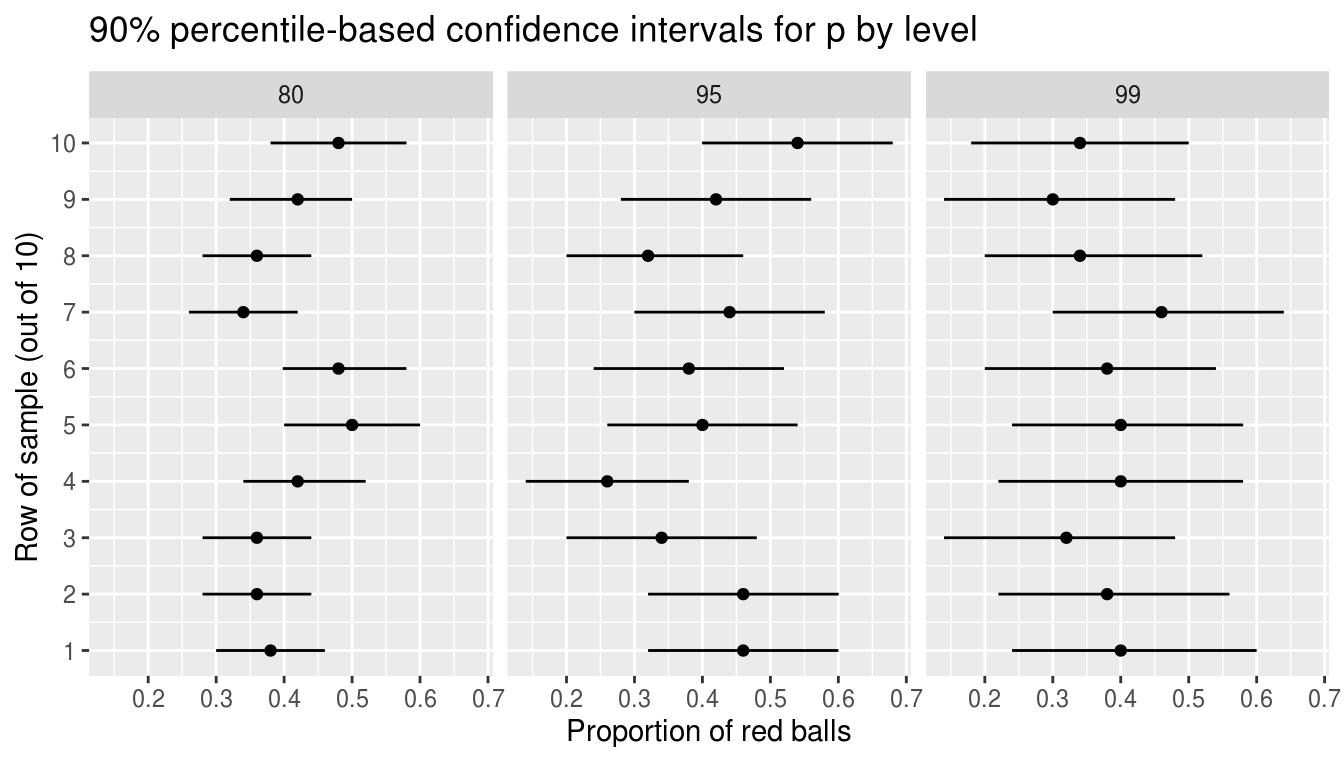 90% percentile-based confidence intervals for p by level
80 95 99
Row of sample (out of 10)
10
9
8
7
6
5
4
3
2
1
0.2 0.3 0.4 0.5 0.6 0.7 0.2 0.3 0.4 0.5 0.6 0.7 0.2 0.3 0.4 0.5 0.6 0.7
Proportion of red balls